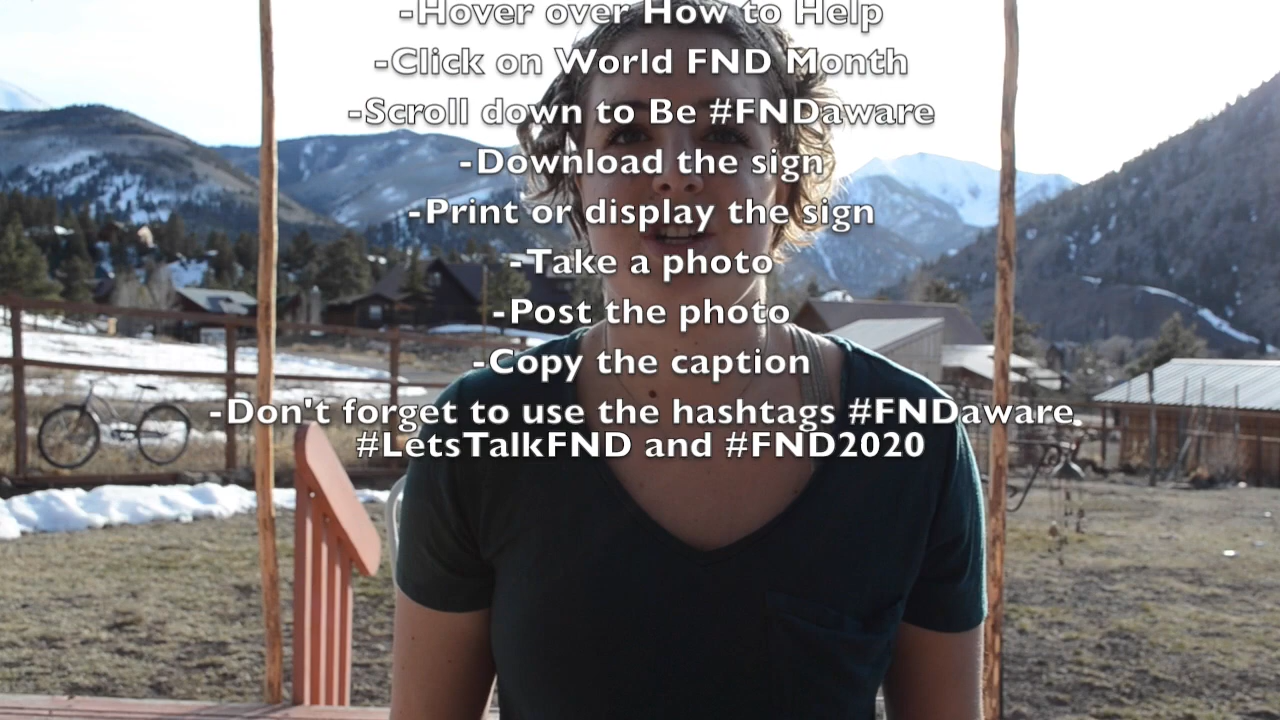 -Hover over How to Help
-Click on World FND Month
-Scroll down to Be #FNDaware
-Download the sign
-Print or display the sign
-Take a photo
-Post the photo
-Copy the caption
-Don't forget to use the hashtags #FNDaware
#LetsTalkFND and #FND2020